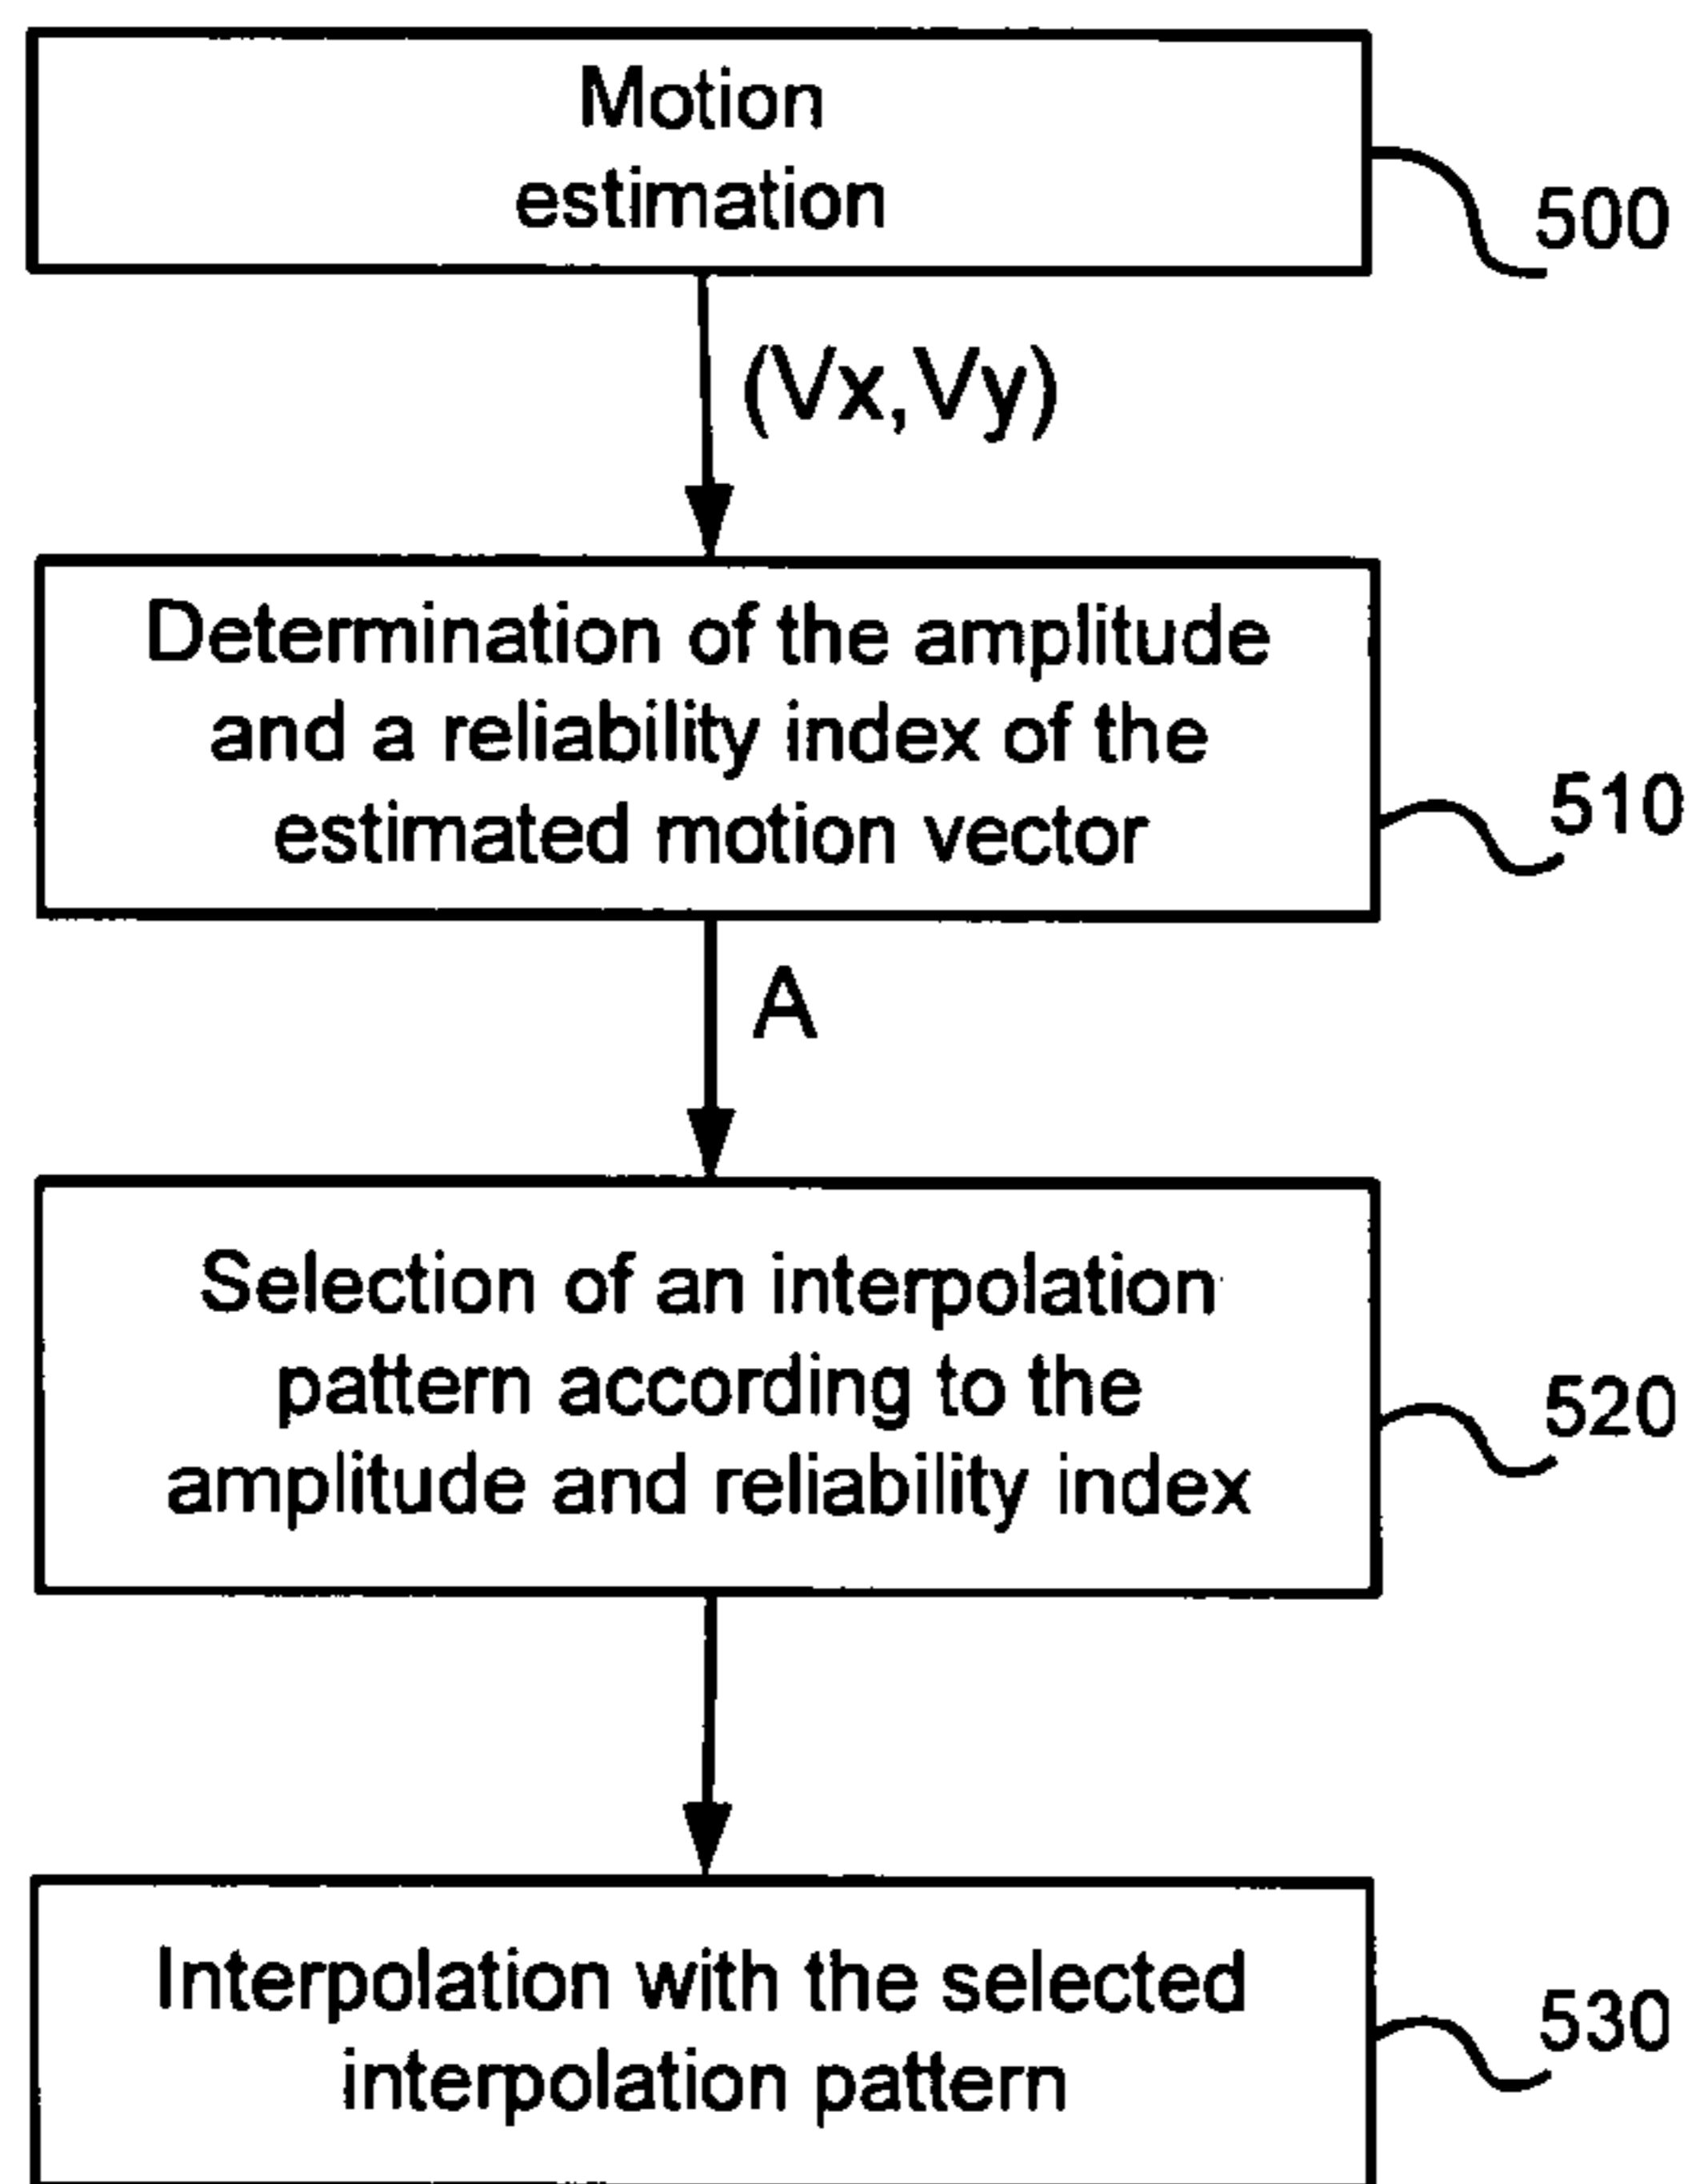 Motion
estimation
500
(Vx,Vy)
Determination of the amplitude
and a reliability index of the
estimated motion vector
510
A
Selection of an interpolation
pattern according to the
amplitude and reliability index
520
Interpolation with the selected
interpolation pattern
530